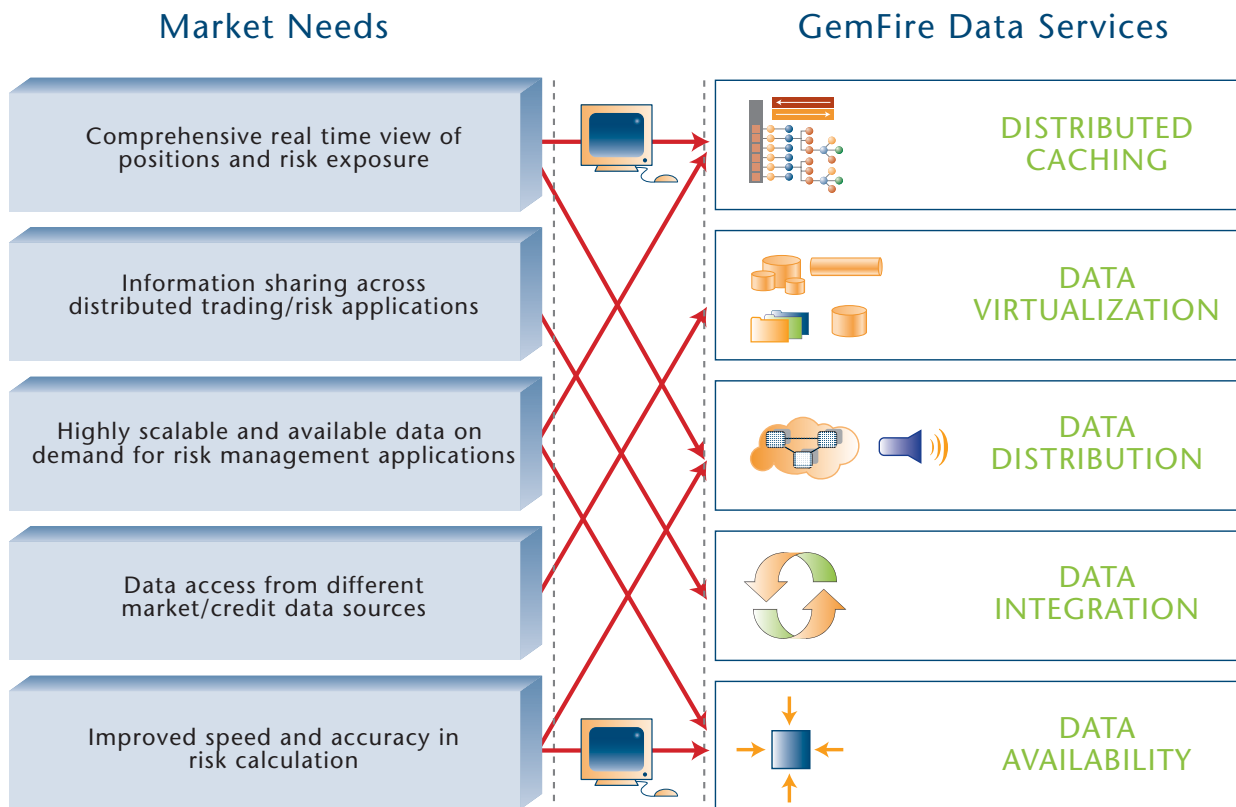 Market Needs
GemFire Data Services
Comprehensive real time view of
positions and risk exposure
DISTRIBUTED
CACHING
Information sharing across
distributed trading/risk applications
DATA
VIRTUALIZATION
Highly scalable and available data on
demand for risk management applications
DATA
DISTRIBUTION
Data access from different
market/credit data sources
DATA
INTEGRATION
Improved speed and accuracy in
risk calculation
DATA
AVAILABILITY